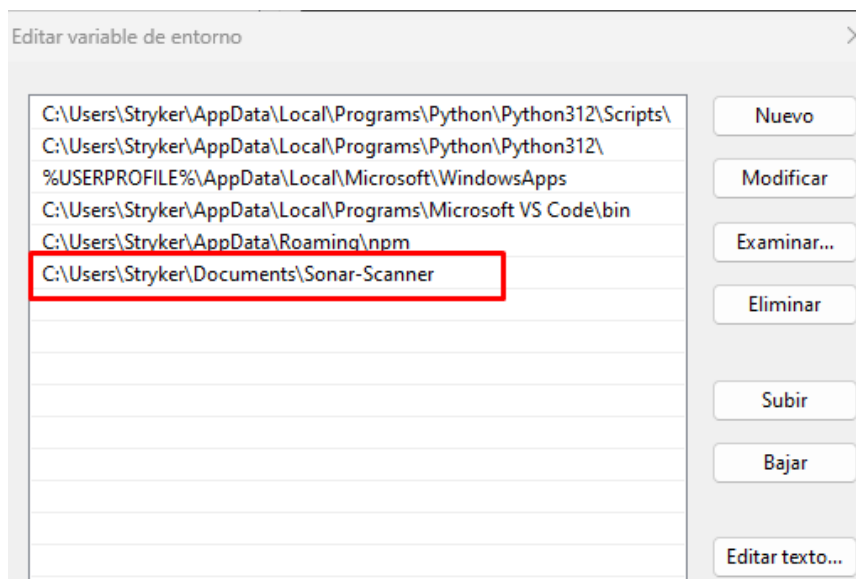 Editar variable de entorno
C:\Users\Stryker\AppData\Local\Programs\Python\Python312\Scripts\
C:\Users\Stryker\AppData\Local\Programs\Python\Python312\
%USERPROFILE%\AppData\Local\Microsoft\WindowsApps
C:\Users\Stryker\AppData\Local\Programs\Microsoft VS Code\bin
C:\Users\Stryker\AppData\Roaming\npm
C:\Users\Stryker\Documents\Sonar-Scanner
Nuevo
Modificar
Examinar...
Eliminar
Subir
Bajar
Editar texto...